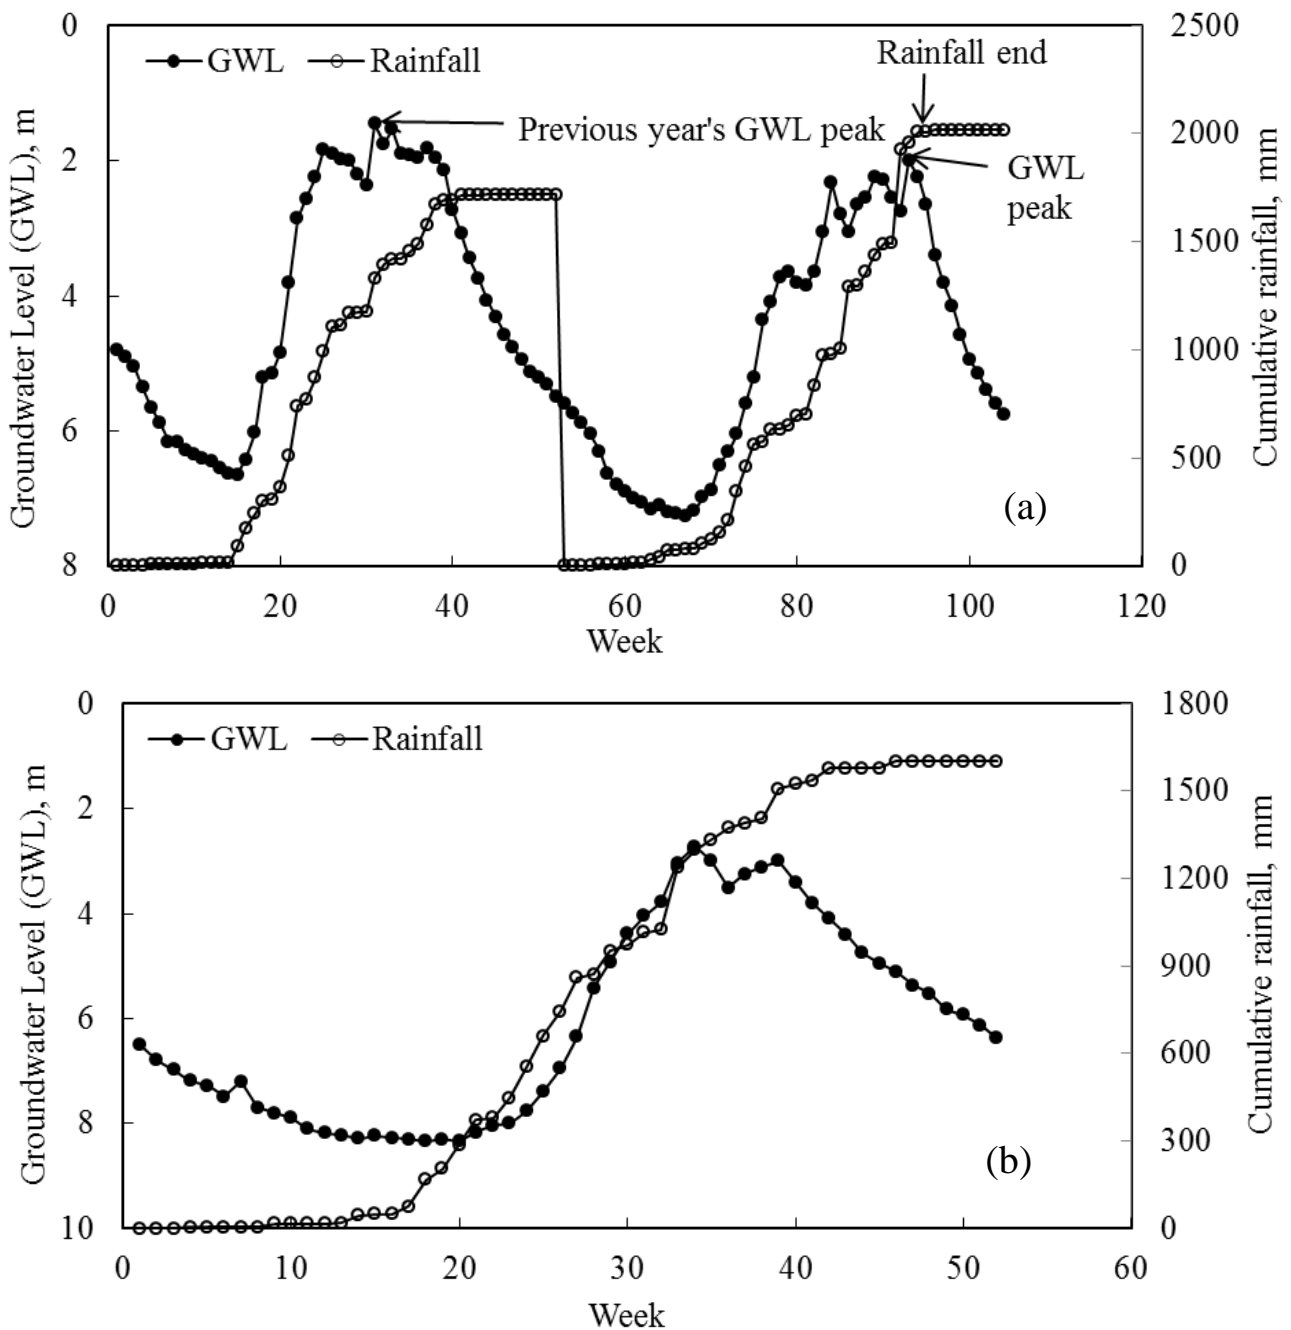 0
2500
GWL
Rainfall
Rainfall end
Previous year's GWL peak
2000
2
GWL
peak
1500
4
1000
6
500
(a)
8
0
0
20
40
60
80
100
120
Week
Groundwater Level (GWL), m
Cumulative rainfall, mm
0
1800
GWL
Rainfall
1500
2
1200
4
900
6
600
8
300
(b)
10
0
0
10
20
30
40
50
60
Week
Groundwater Level (GWL), m
Cumulative rainfall, mm